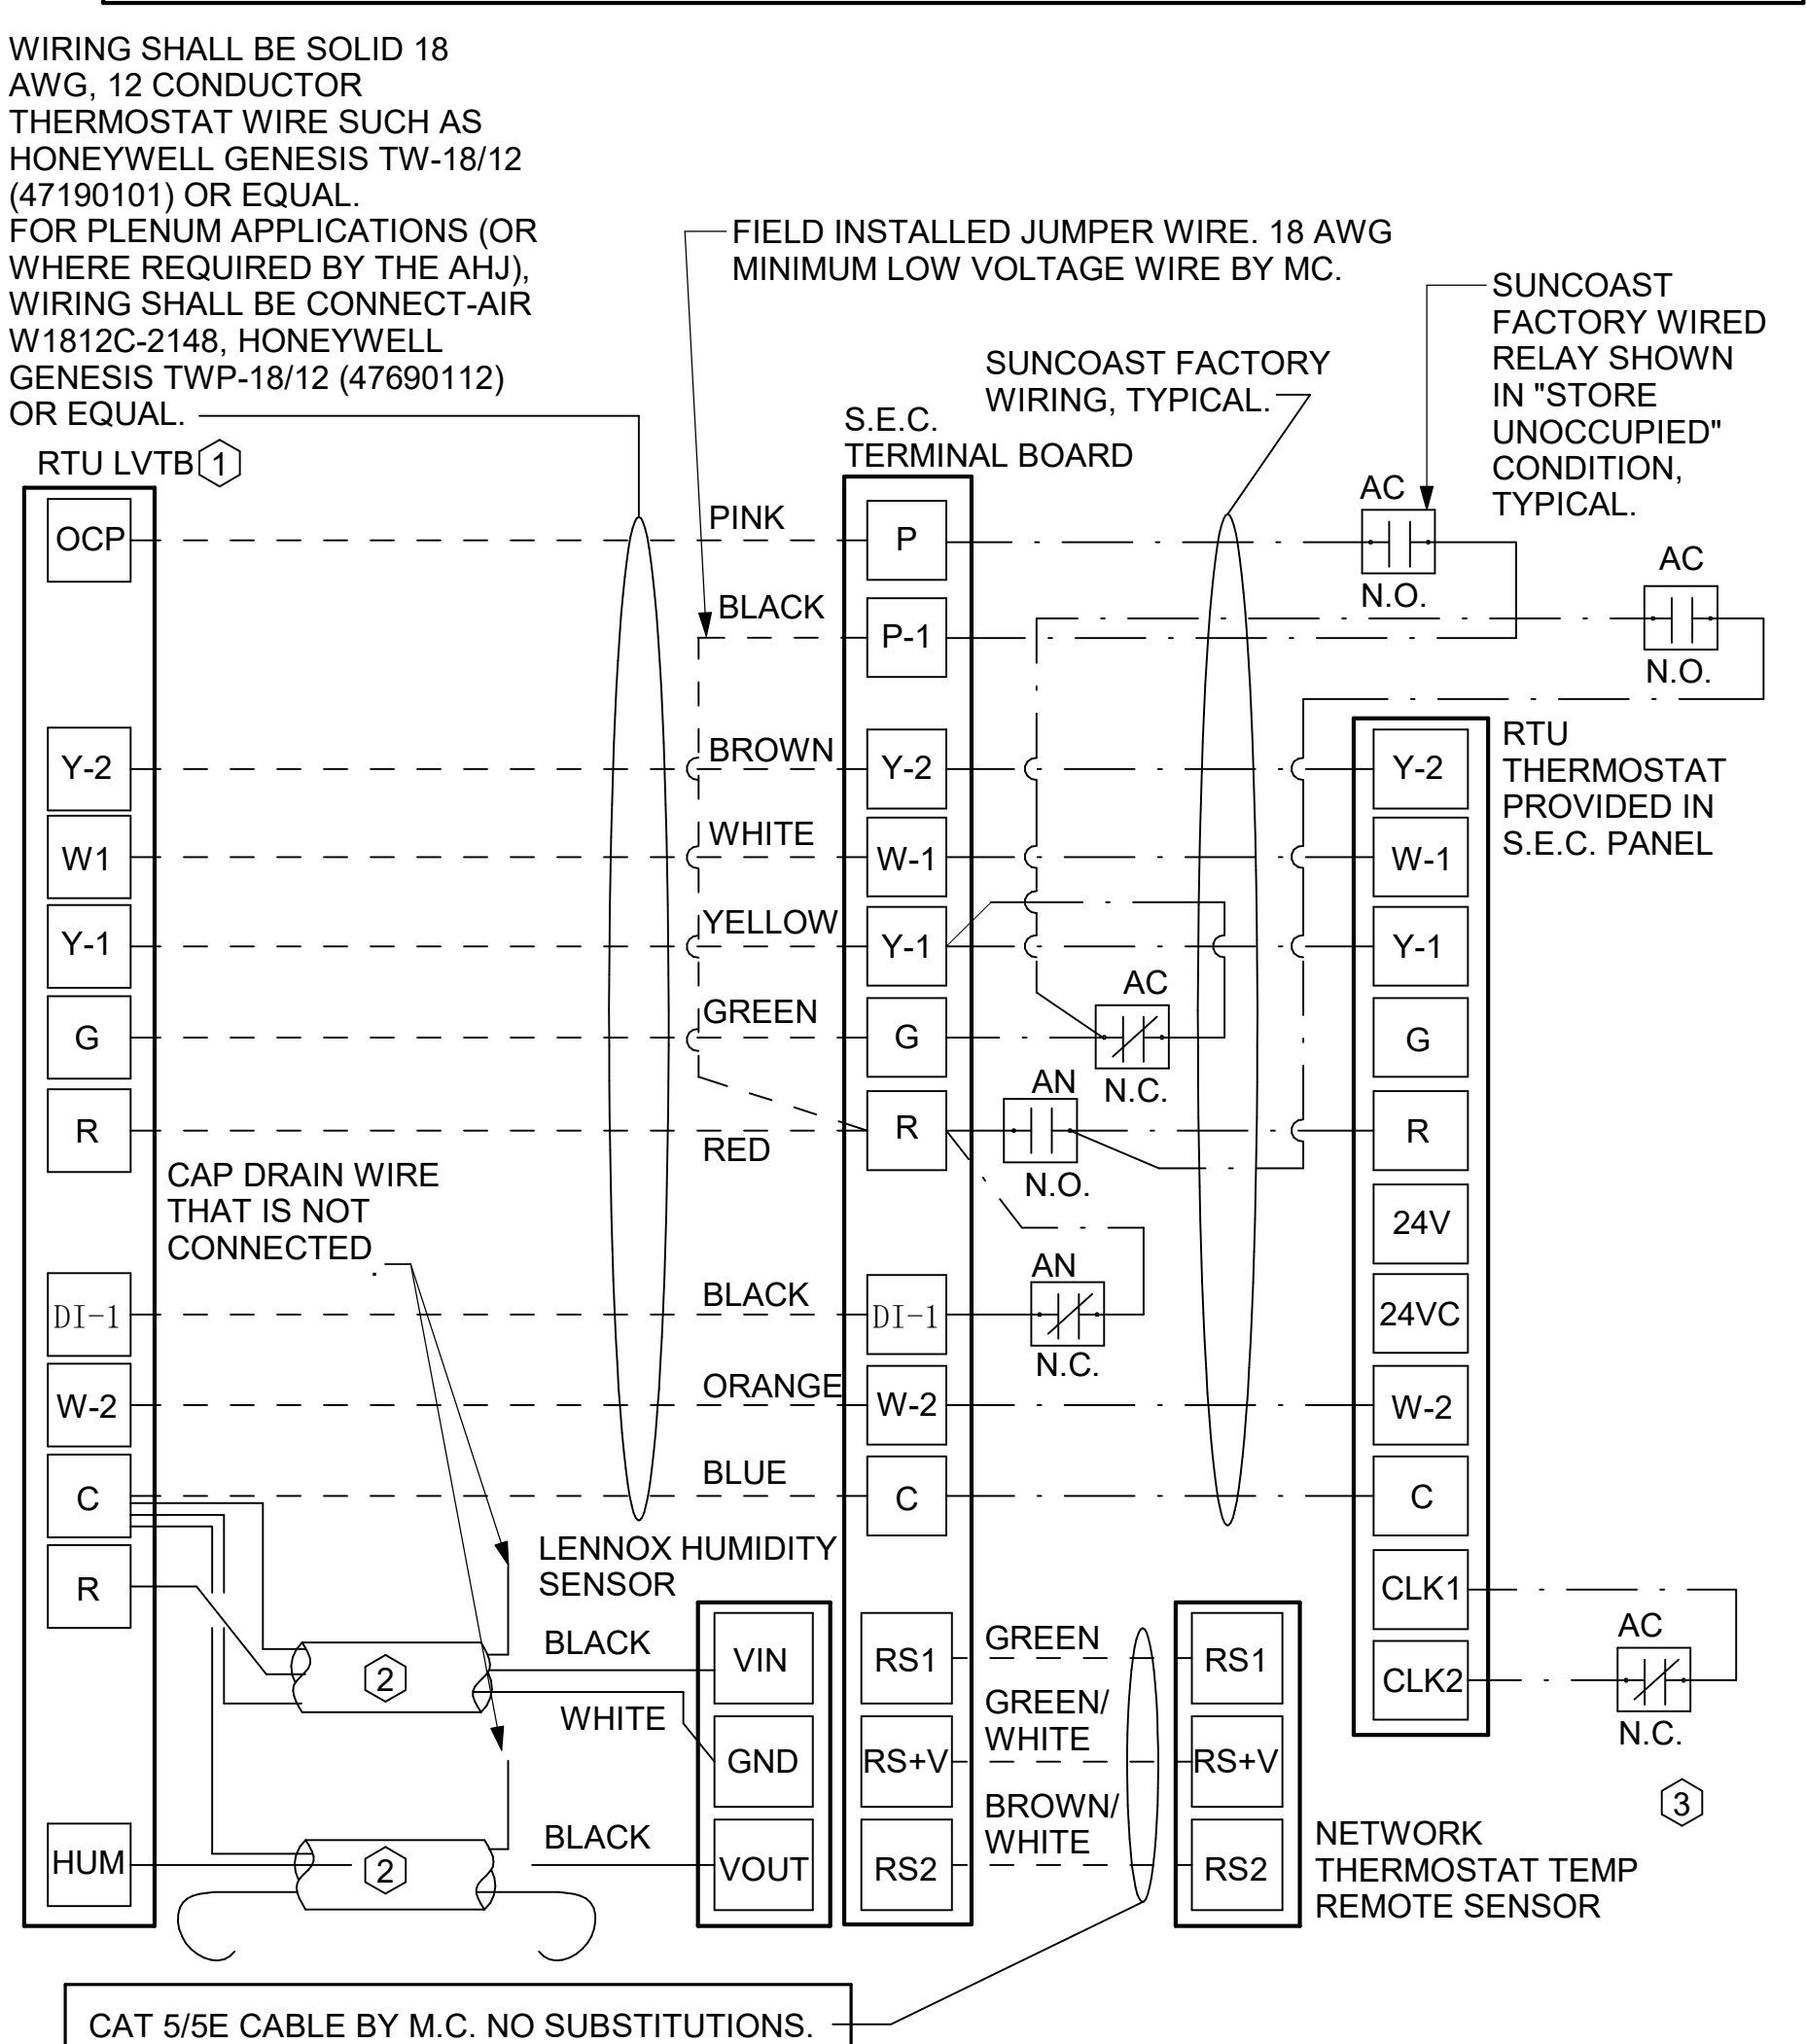 WIRING SHALL BE SOLID 18
AWG, 12 CONDUCTOR
THERMOSTAT WIRE SUCH AS
HONEYWELL GENESIS TW-18/12
(47190101) OR EQUAL.
FOR PLENUM APPLICATIONS (OR
WHERE REQUIRED BY THE AHJ),
WIRING SHALL BE CONNECT-AIR
W1812C-2148, HONEYWELL
GENESIS TWP-18/12 (47690112)
OR EQUAL.
FIELD INSTALLED JUMPER WIRE. 18 AWG
MINIMUM LOW VOLTAGE WIRE BY MC.
SUNCOAST FACTORY
WIRING, TYPICAL.
SUNCOAST
FACTORY WIRED
RELAY SHOWN
IN "STORE
UNOCCUPIED"
CONDITION,
TYPICAL.
RTU LVTB 1
OCP
Y-2
W1
Y-1
G
R
DI-1
W-2
C
R
HUM
CAP DRAIN WIRE
THAT IS NOT
CONNECTED
.
PINK
BLACK
BROWN
WHITE
YELLOW
GREEN
RED
BLACK
ORANGE
BLUE
S.E.C.
TERMINAL BOARD
P
P-1
Y-2
W-1
Y-1
G
R
DI-1
W-2
C
RS1
RS+V
RS2
AC
N.O.
AC
N.O.
AC
N.C.
AN
N.O.
AN
N.C.
RTU
THERMOSTAT
PROVIDED IN
S.E.C. PANEL
Y-2
W-1
Y-1
G
R
24V
24VC
W-2
C
CLK1
CLK2
AC
N.C.
3
LENNOX HUMIDITY
SENSOR
2
BLACK
WHITE
2
BLACK
VIN
GND
VOUT
GREEN
GREEN/
WHITE
BROWN/
WHITE
RS1
RS+V
RS2
NETWORK
THERMOSTAT TEMP
REMOTE SENSOR
CAT 5/5E CABLE BY M.C. NO SUBSTITUTIONS.